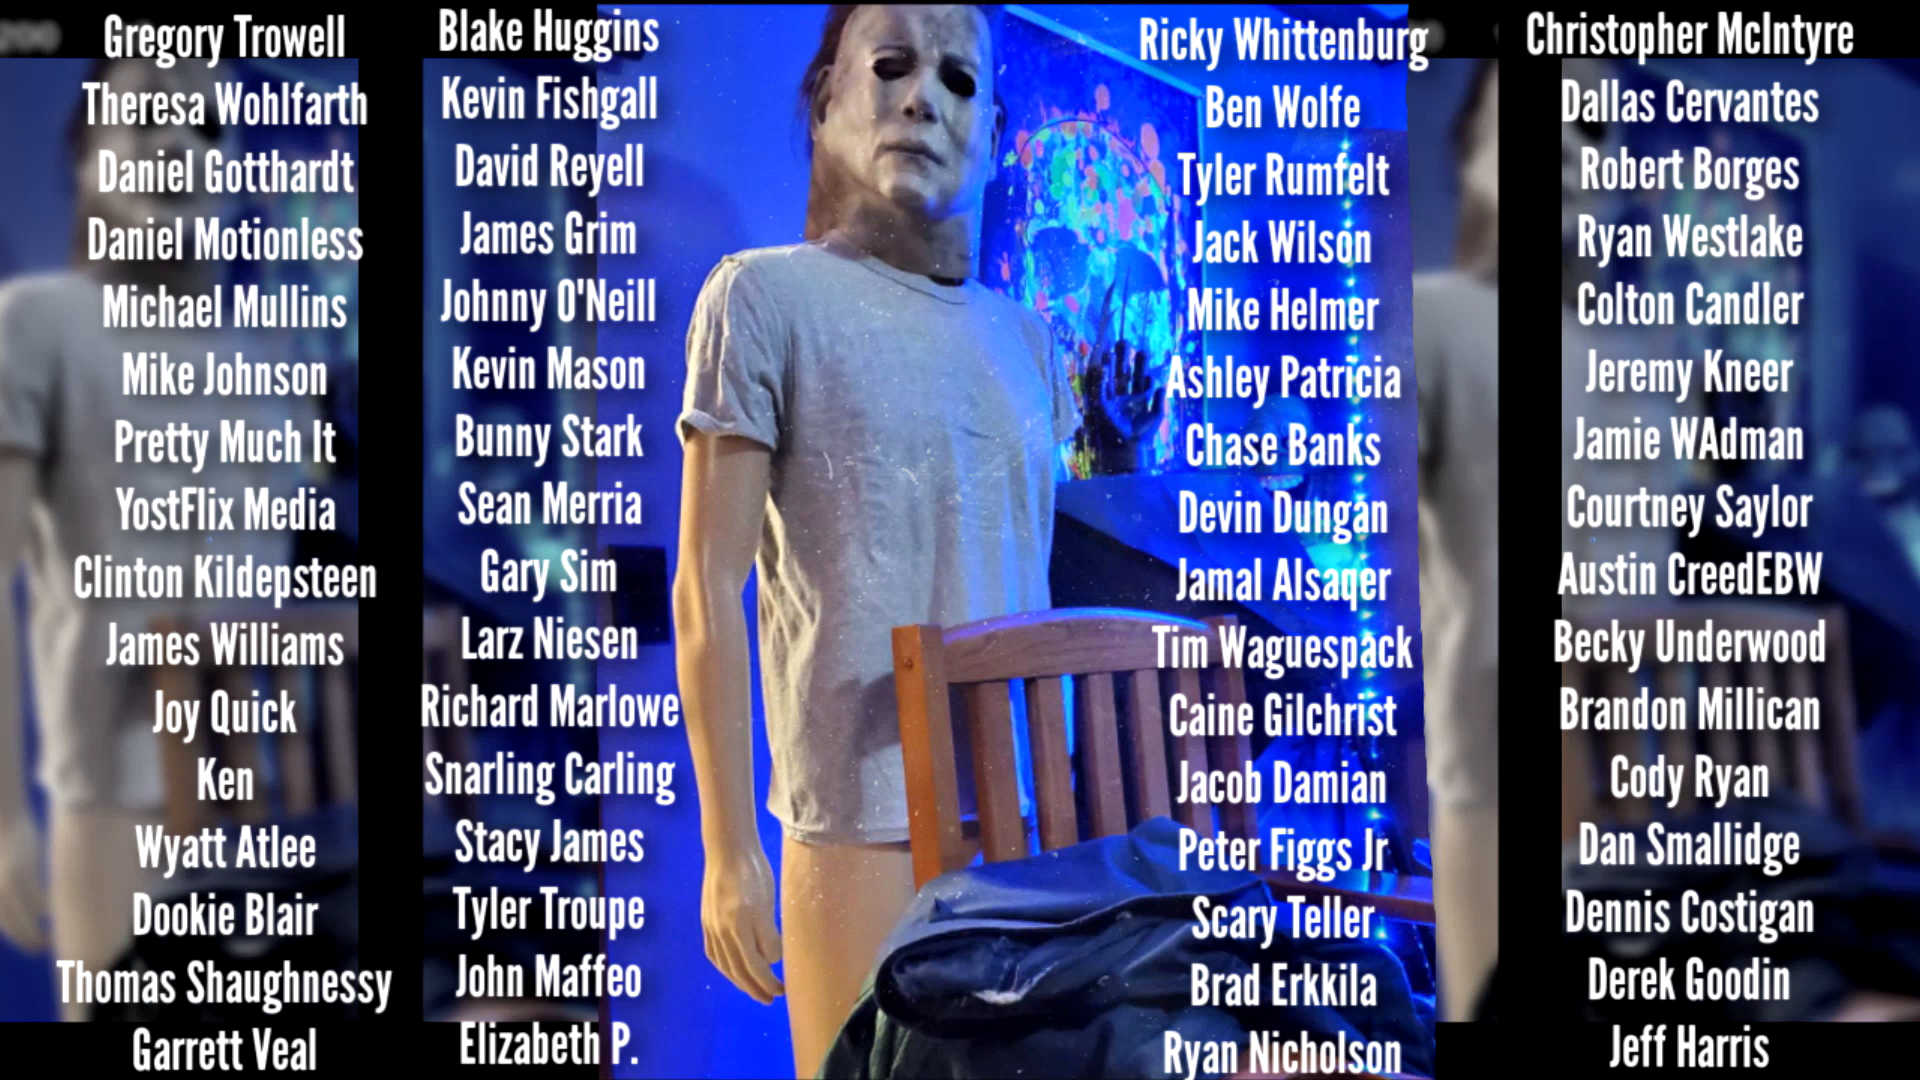 Gregory Trowell
Theresa Wohlfarth
Daniel Gotthardt
Daniel Motionless
Michael Mullins
Mike Johnson
Pretty Much It
YostFlix Media
Clinton Kildepsteen
James Williams
Joy Quick
Ken
Wyatt Atlee
Dookie Blair
Thomas Shaughnessy
Garrett Veal
Blake Huggins
Kevin Fishgall
David Reyell
James Grim
Johnny O'Neill
Kevin Mason
Bunny Stark
Sean Merria
Gary Sim
Larz Niesen
Richard Marlowe
Snarling Carling
Stacy James
Tyler Troupe
John Maffeo
Elizabeth P.
Ricky Whittenburg
Ben Wolfe
Tyler Rumfelt
Jack Wilson
Mike Helmer
Ashley Patricia
Chase Banks
Devin Dungan
Jamal Alsaqer
Tim Waguespack
Caine Gilchrist
Jacob Damian
Peter Figgs Jr
Scary Teller
Brad Erkkila
Ryan Nicholson
Christopher McIntyre
Dallas Cervantes
Robert Borges
Ryan Westlake
Colton Candler
Jeremy Kneer
Jamie WAdman
Courtney Saylor
Austin CreedEBW
Becky Underwood
Brandon Millican
Cody Ryan
Dan Smallidge
Dennis Costigan
Derek Goodin
Jeff Harris